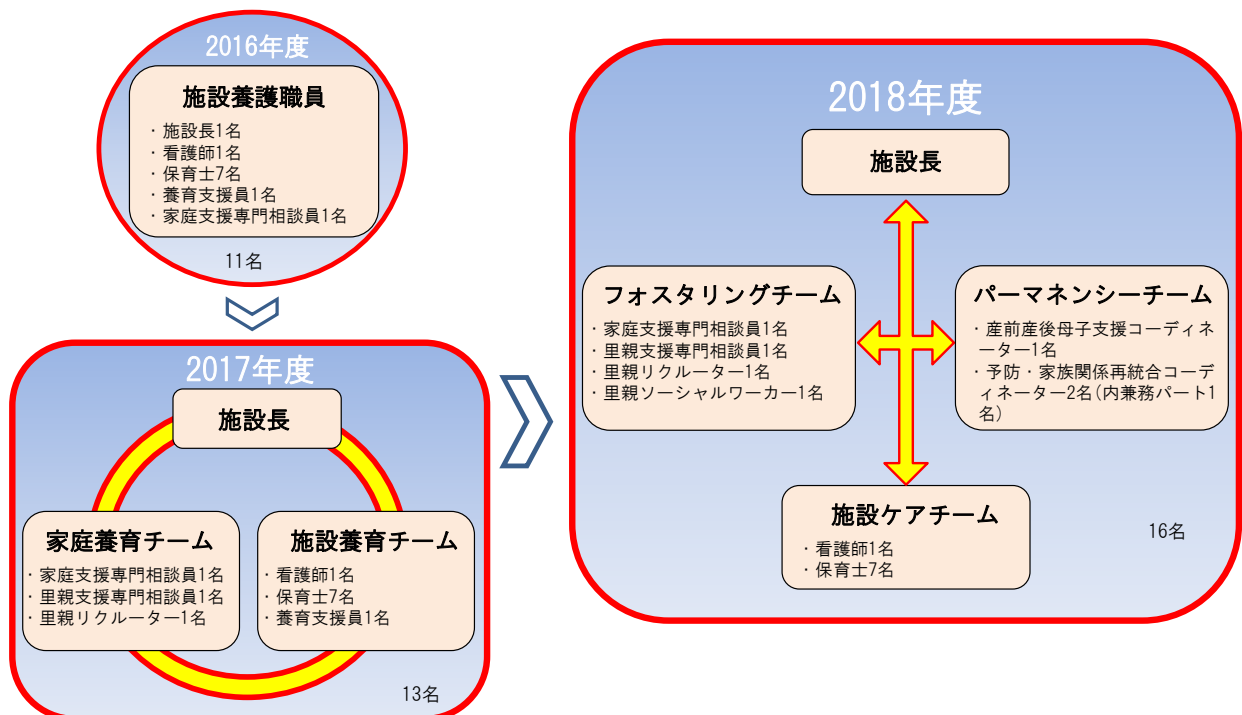 2016年度
施設養護職員
・施設長1名
・看護師1名
・保育士7名
・養育支援員1名
・家庭支援専門相談員1名
11名
2017年度
施設長
家庭養育チーム
・家庭支援専門相談員1名
・里親支援専門相談員1名
・里親リクルーター1名
施設養育チーム
・看護師1名
・保育士7名
・養育支援員1名
13名
2018年度
施設長
フォスタリングチーム
・家庭支援専門相談員1名
・里親支援専門相談員1名
・里親リクルーター1名
・里親ソーシャルワーカー1名
パーマネンシーチーム
・産前産後母子支援コーディネ
ーター1名
・予防・家族関係再統合コーデ
ィネーター2名(内兼務パート1
名)
施設ケアチーム
・看護師1名
・保育士7名
16名